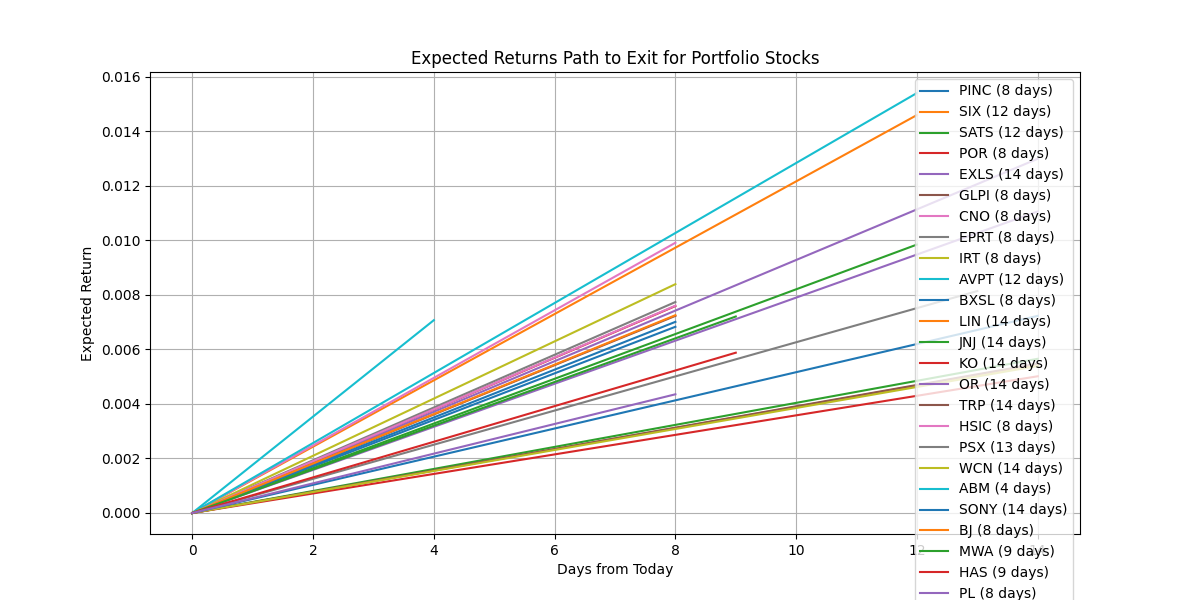 Expected Returns Path to Exit for Portfolio Stocks
Expected Return
0.016
0.014
0.012
0.010
0.008
0.006
0.004
0.002
0.000
0
2
4
6
8
10
12
14
Days from Today
PINC (8 days)
SIX (12 days)
SATS (12 days)
POR (8 days)
EXLS (14 days)
GLPI (8 days)
CNO (8 days)
EPRT (8 days)
IRT (8 days)
AVPT (12 days)
BXSL (8 days)
LIN (14 days)
JNJ (14 days)
KO (14 days)
OR (14 days)
TRP (14 days)
HSIC (8 days)
PSX (13 days)
WCN (14 days)
ABM (4 days)
SONY (14 days)
BJ (8 days)
MWA (9 days)
HAS (9 days)
PL (8 days)